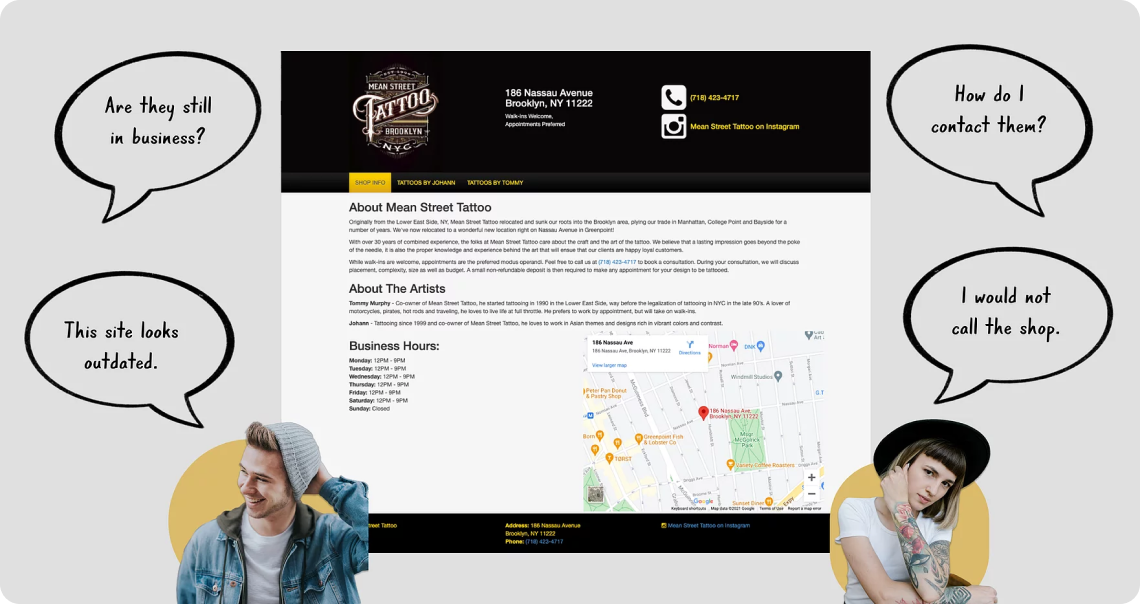 Are they still
in business?
How do I
contact them?
This site looks
outdated.
I would not
call the shop.
MEAN STREET
TATTOO
BROOKLYN
NYC
186 Nassau Avenue
Brooklyn, NY 11222
Walk-ins Welcome,
Appointments Preferred
(718) 423-4717
Mean Street Tattoo on Instagram
SHOP INFO
TATTOOS BY JOHANN
TATTOOS BY TOMMY
About Mean Street Tattoo
Originally from the Lower East Side, NY, Mean Street Tattoo relocated and sunk our roots into the Brooklyn area, plying our trade in Manhattan, College Point and Bayside for a
number of years. We've now relocated to a wonderful new location right on Nassau Avenue in Greenpoint!
With over 30 years of combined experience, the folks at Mean Street Tattoo care about the craft and the art of the tattoo. We believe that a lasting impression goes beyond the poke
of the needle, it is also the proper knowledge and experience behind the art that will ensue that our clients are happy loyal customers.
While walk-ins are welcome, appointments are the preferred modus operandi. Feel free to call us at (718) 423-4717 to book a consultation. During your consultation, we will discuss
placement, complexity, size as well as budget. A small non-refundable deposit is then required to make any appointment for your design to be tattooed.
About The Artists
Tommy Murphy - Co-owner of Mean Street Tattoo, he started tattooing in 1990 in the Lower East Side, way before the legalization of tattooing in NYC in the late 90's. A lover of
motorcycles, pirates, hot rods and traveling, he loves to live life at full throttle. He prefers to work by appointment, but will take on walk-ins.
Johann - Tattooing since 1999 and co-owner of Mean Street Tattoo, he loves to work in Asian themes and designs rich in vibrant colors and contrast.
Business Hours:
Monday: 12PM - 9PM
Tuesday: 12PM - 9PM
Wednesday: 12PM - 9PM
Thursday: 12PM - 9PM
Friday: 12PM - 9PM
Saturday: 12PM - 9PM
Sunday: Closed
186 Nassau Ave
186 Nassau Ave, Brooklyn, NY 11222
Directions
View larger map
Norman
DNK
Windmill Studios
Peter Pan Donut
& Pastry Shop
186 Nassau Ave,
Brooklyn, NY 11222
Msgr
McGolrick
Park
Greenpoint Fish
& Lobster Co
TØRST
Variety Coffee Roasters
Sunset Diner
Google
Keyboard shortcuts
Map data ©2021 Google
Terms of Use
Report a map error
Tattoo
Address: 186 Nassau Avenue
Brooklyn, NY 11222
Phone: (718) 423-4717
Mean Street Tattoo on Instagram